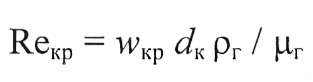 Reкр = wкр dк ρг / μг